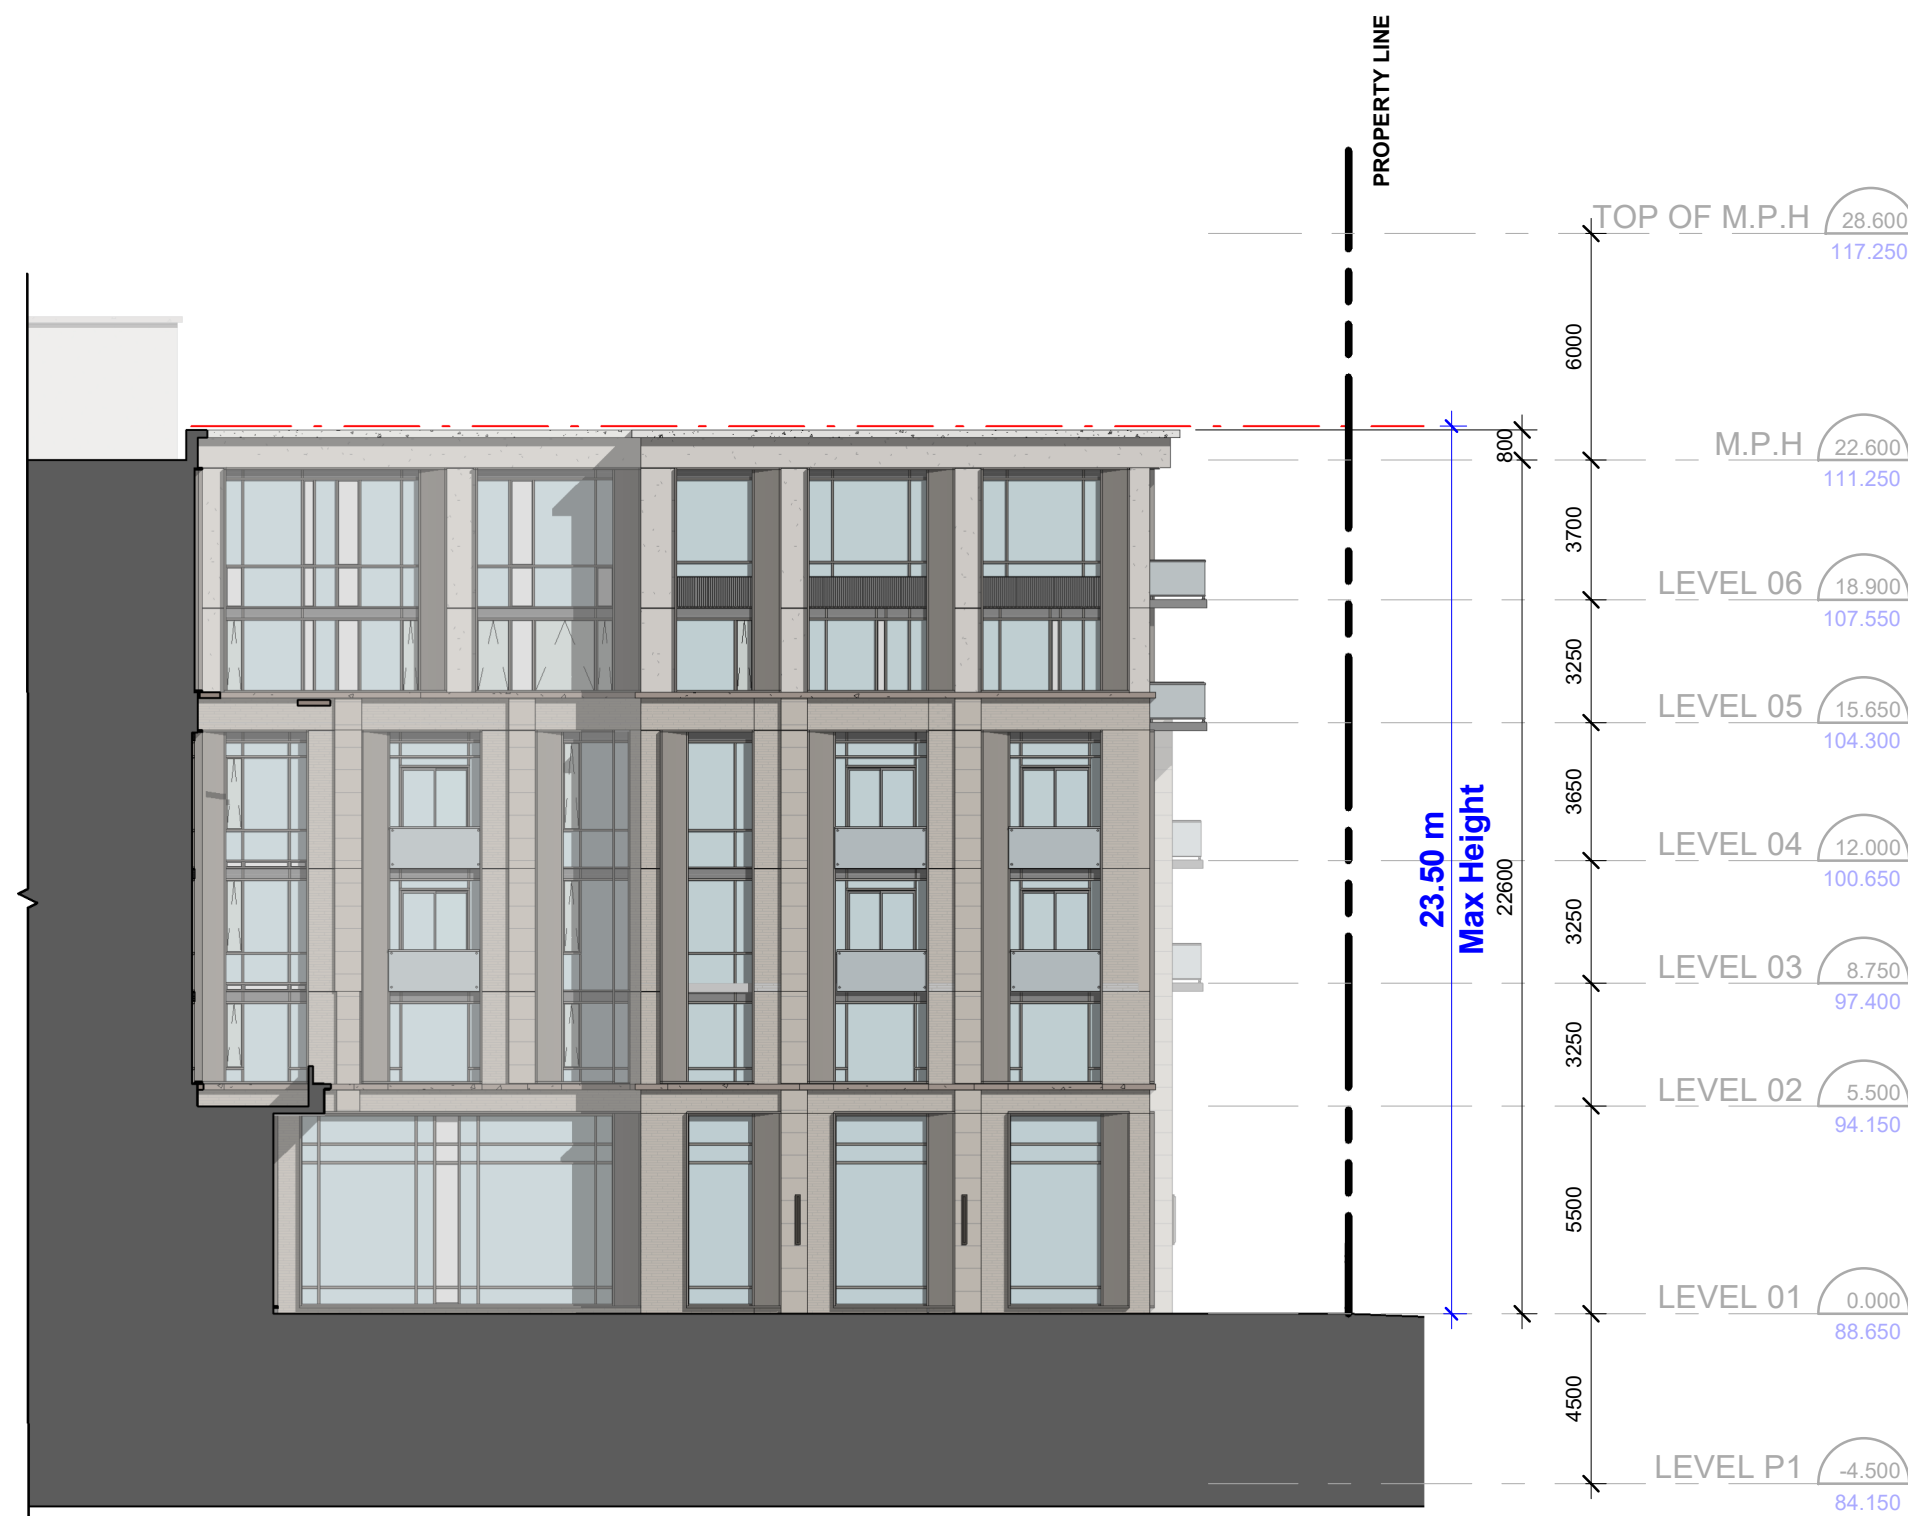 PROPERTY LINE
TOP OF M.P.H 28.600
117.250
6000
800
M.P.H 22.600
111.250
3700
LEVEL 06 18.900
107.550
3250
LEVEL 05 15.650
104.300
3650
23.50 m
Max Height
22600
LEVEL 04 12.000
100.650
3250
LEVEL 03 8.750
97.400
3250
LEVEL 02 5.500
94.150
5500
LEVEL 01 0.000
88.650
4500
LEVEL P1 -4.500
84.150